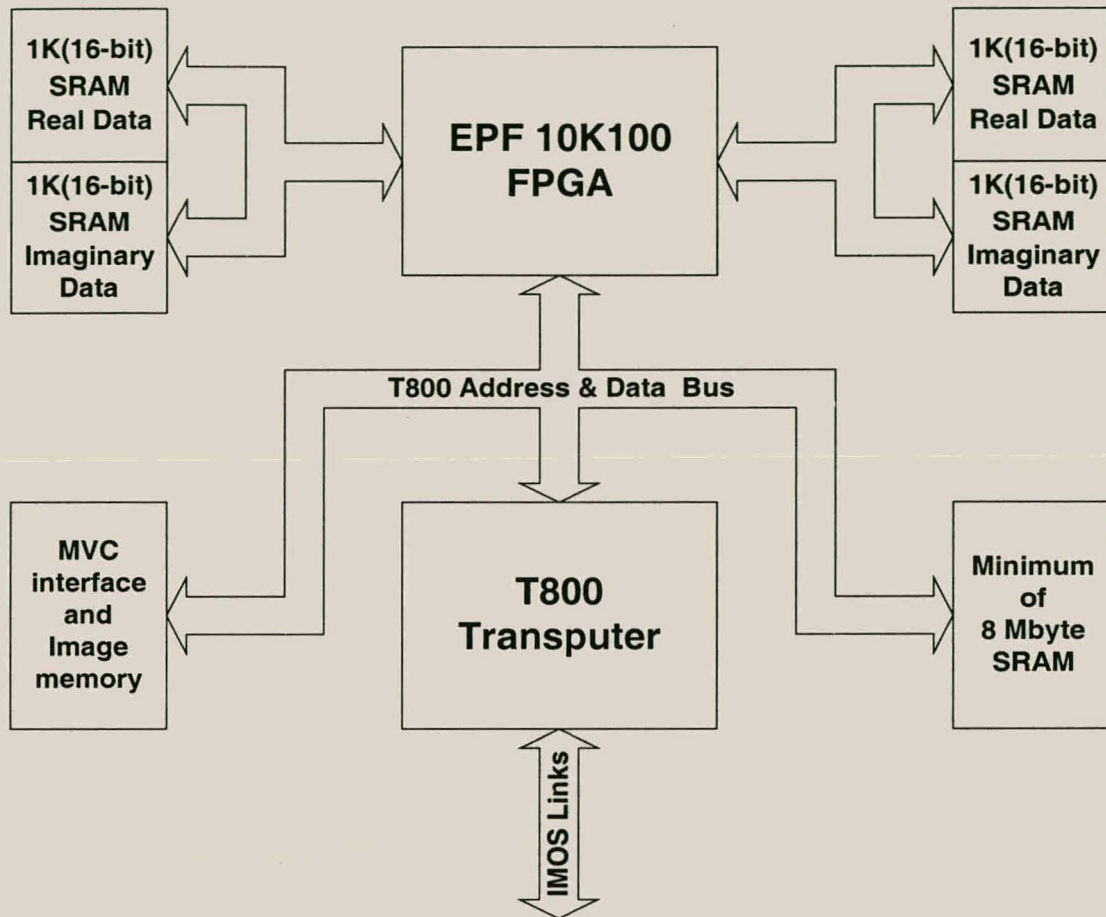 1K(16-bit)
SRAM
Real Data
1K(16-bit)
SRAM
Imaginary
Data
EPF 10K100
FPGA
1K(16-bit)
SRAM
Real Data
1K(16-bit)
SRAM
Imaginary
Data
T800 Address & Data Bus
MVC
interface
and
Image
memory
T800
Transputer
Minimum
of
8 Mbyte
SRAM
IMOS Links